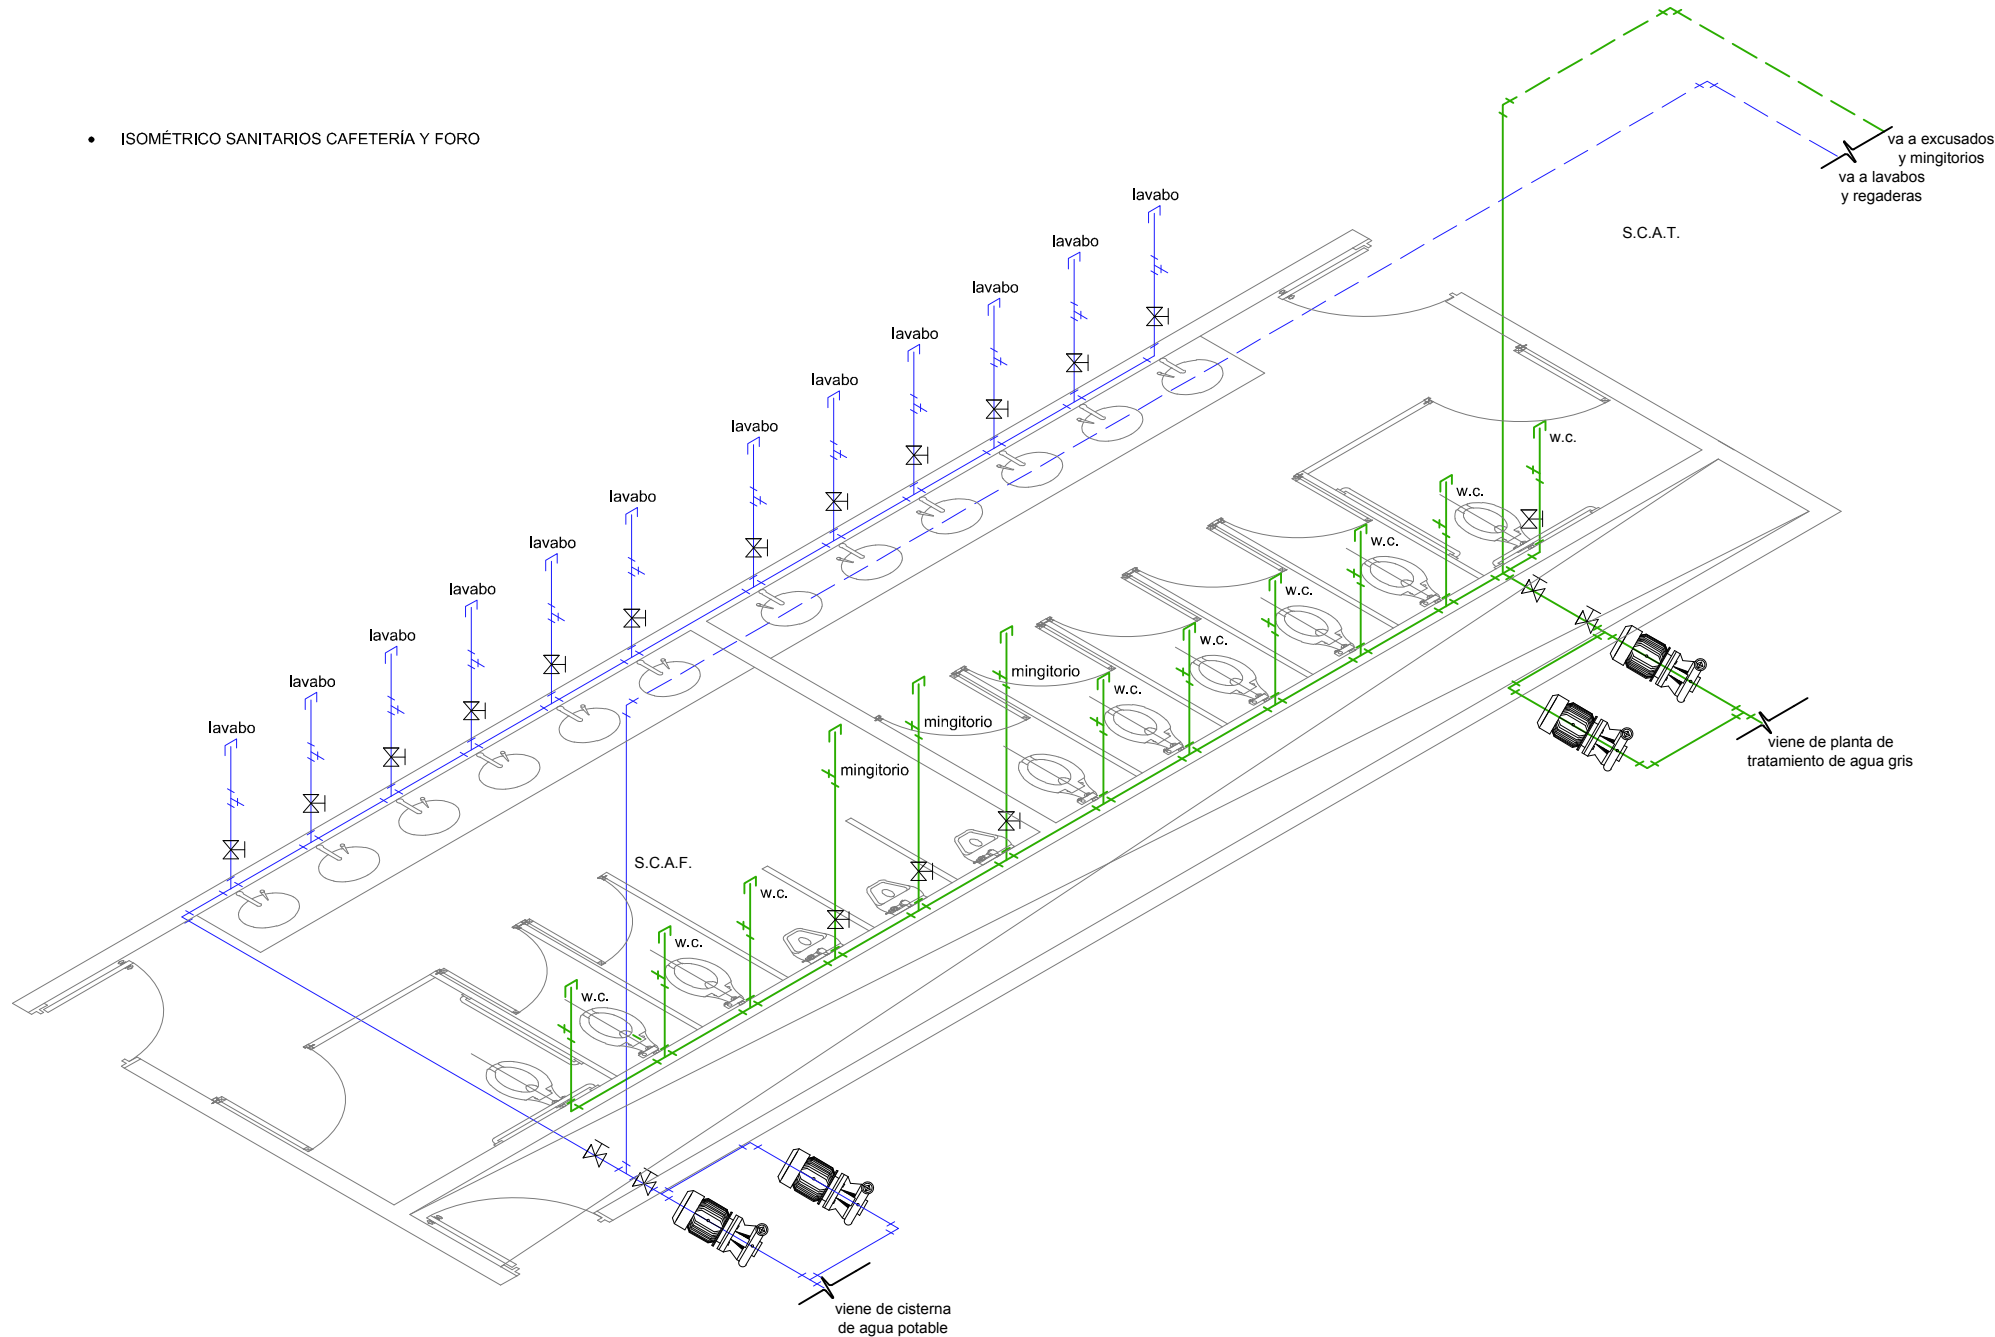 • ISOMÉTRICO SANITARIOS CAFETERÍA Y FORO
va a excusados
y mingitorios
va a lavabos
y regaderas
S.C.A.T.
lavabo
lavabo
lavabo
lavabo
lavabo
lavabo
lavabo
lavabo
lavabo
lavabo
lavabo
lavabo
w.c.
w.c.
w.c.
w.c.
w.c.
w.c.
mingitorio
mingitorio
mingitorio
viene de planta de
tratamiento de agua gris
S.C.A.F.
w.c.
w.c.
w.c.
viene de cisterna
de agua potable